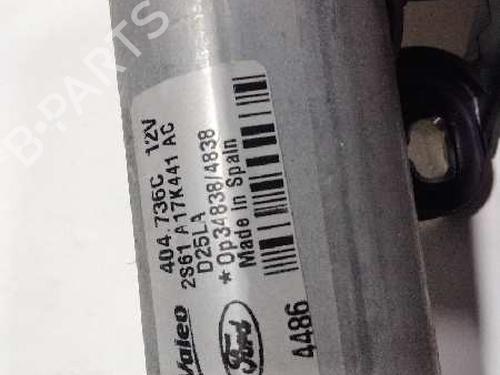 Valeo
404.736C 12V
2S61 A17K441 AC
D25LA
*Op34838/4838
Made in Spain
Ford
4486
B-PARTS